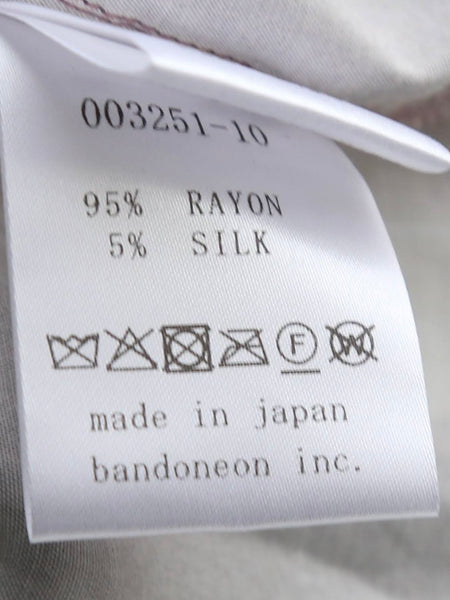 003251-10
95% RAYON
5% SILK
F W
made in japan
bandoneon inc.